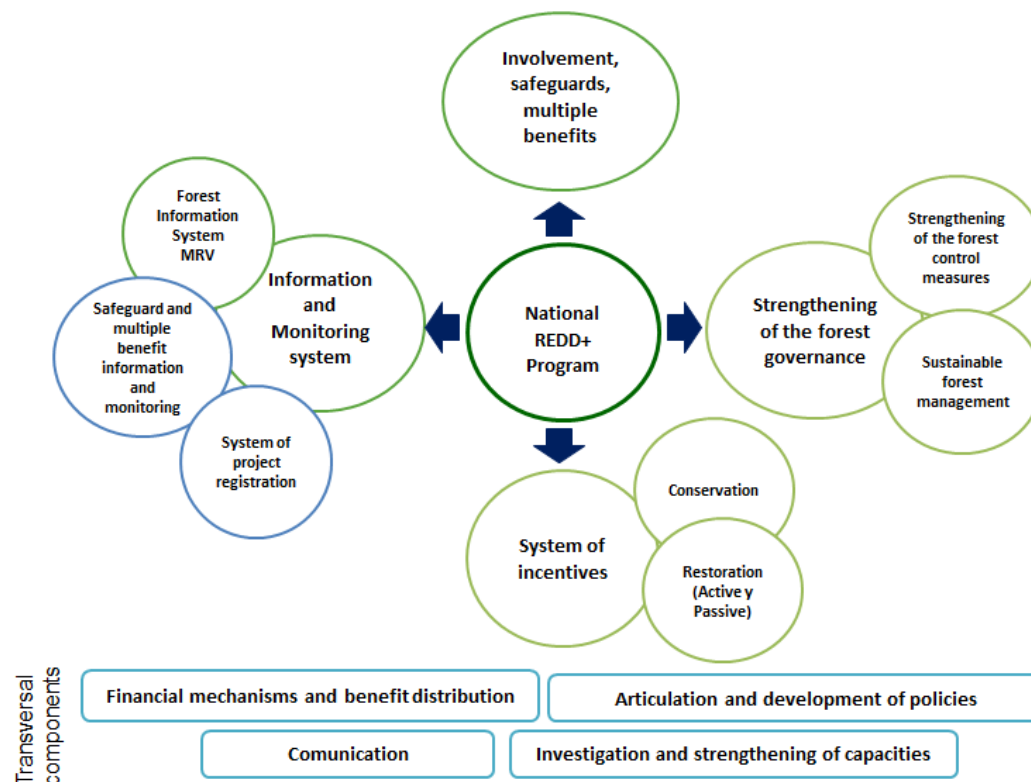 Involvement,
safeguards,
multiple
benefits
Forest
Information
System
MRV
Information
and
Monitoring
system
Safeguard and
multiple
benefit
information
and
monitoring
System of
project
registration
National
REDD+
Program
Strengthening
of the forest
governance
Strengthening
of the forest
control
measures
Sustainable
forest
management
System of
incentives
Conservation
Restoration
(Active y
Passive)
Transversal
components
Financial mechanisms and benefit distribution
Articulation and development of policies
Comunication
Investigation and strengthening of capacities